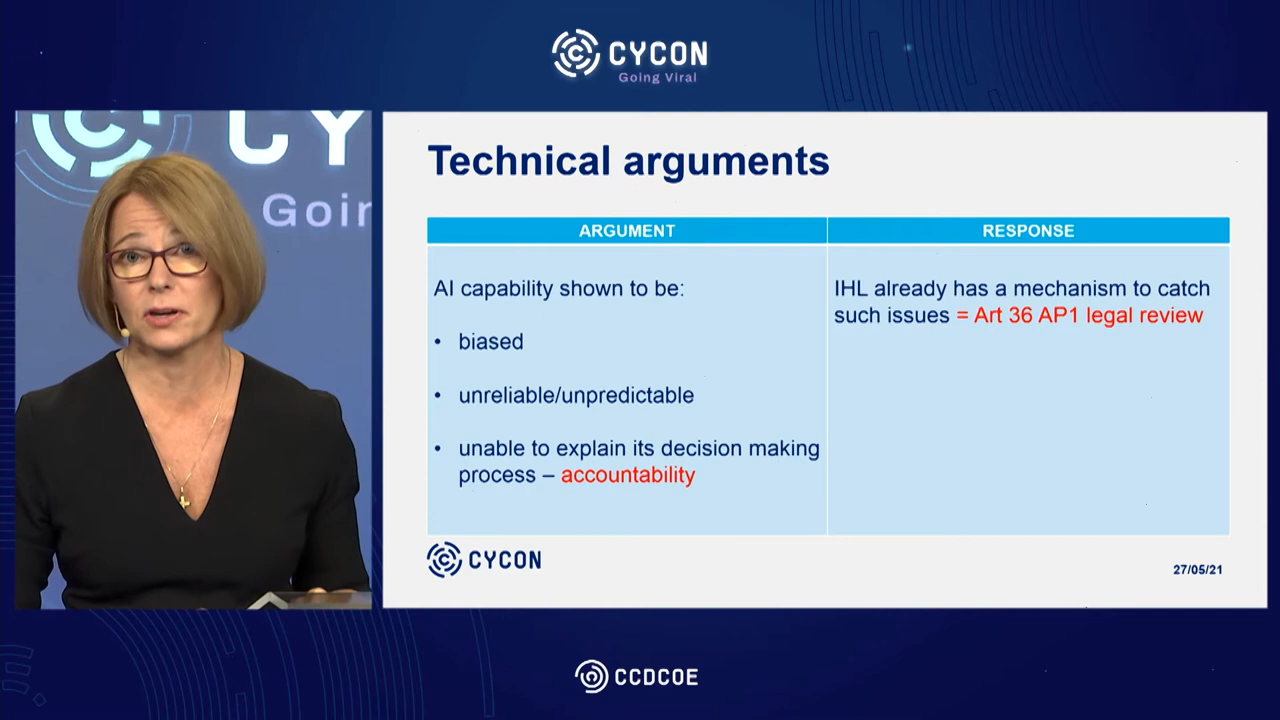 CYCON
Going Viral
CY
Goin
Technical arguments
ARGUMENT
RESPONSE
AI capability shown to be:
• biased
• unreliable/unpredictable
• unable to explain its decision making
process – accountability
IHL already has a mechanism to catch
such issues = Art 36 AP1 legal review
CYCON
27/05/21
CCDCOE